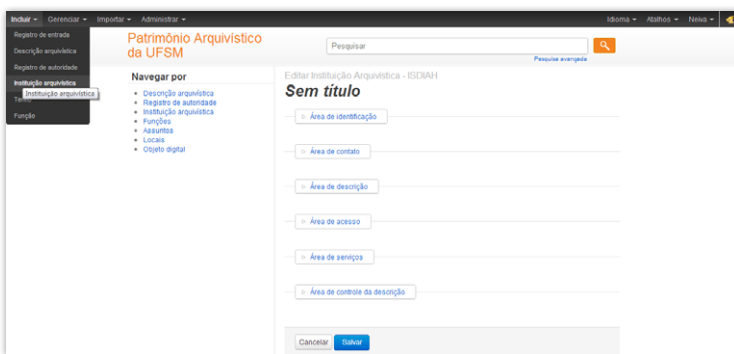 Incluir Gerenciar Importar Administrar Idioma Atalhos Neiva
Registro de entrada
Descrição arquivística
Registro de autoridade
Instituição arquivística
Instituição arquivística
Termo
Função
Patrimônio Arquivístico
da UFSM
Pesquisar
Pesquisa avançada
Navegar por
Descrição arquivística
Registro de autoridade
Instituição arquivística
Funções
Assuntos
Locais
Objeto digital
Editar Instituição Arquivística - ISDIAH
Sem título
Área de identificação
Área de contato
Área de descrição
Área de acesso
Área de serviços
Área de controle da descrição
Cancelar Salvar